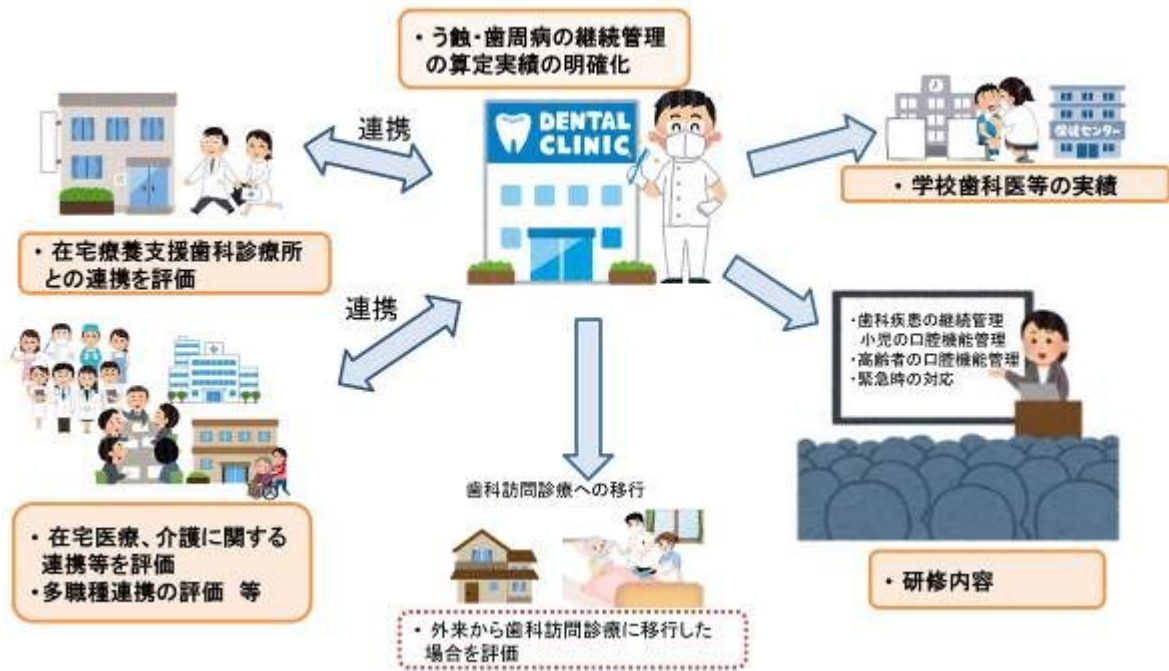 ・う蝕・歯周病の継続管理
の算定実績の明確化
連携
DENTAL
CLINIC
保健センター
・学校歯科医等の実績
・在宅療養支援歯科診療所
との連携を評価
連携
・歯科疾患の継続管理
小児の口腔機能管理
・高齢者の口腔機能管理
・緊急時の対応
歯科訪問診療への移行
・在宅医療、介護に関する
連携等を評価
・多職種連携の評価 等
・研修内容
・外来から歯科訪問診療に移行した
場合を評価